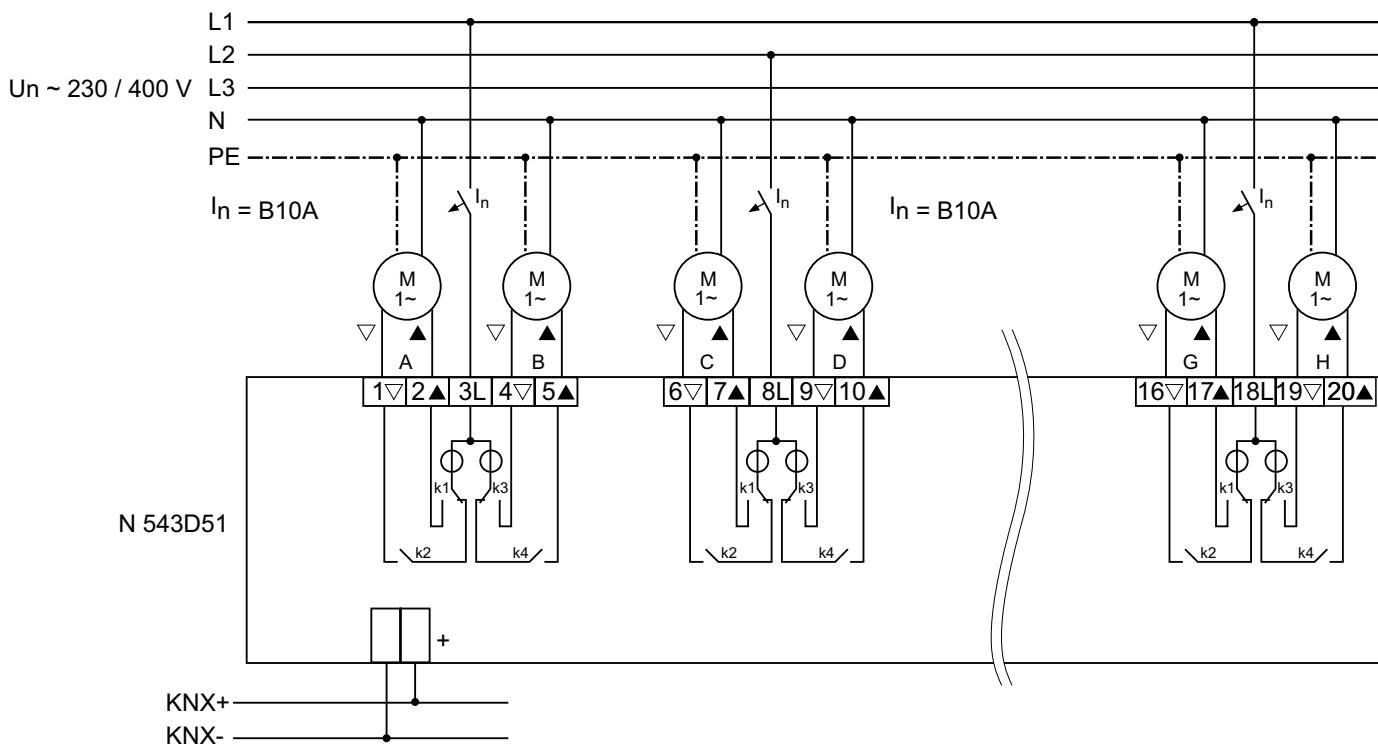 L1
L2
Un ~ 230 / 400 V L3
N
PE
In = B10A In In In = B10A In
M 1~ M 1~ M 1~ M 1~ M 1~ M 1~
▽ ▲ ▽ ▲ ▽ ▲ ▽ ▲ ▽ ▲ ▽ ▲
A B C D G H
1▽ 2▲ 3L 4▽ 5▲ 6▽ 7▲ 8L 9▽ 10▲ 16▽ 17▲ 18L 19▽ 20▲
k1 k3 k1 k3 k1 k3
N 543D51
k2 k4 k2 k4 k2 k4
+
KNX+
KNX-